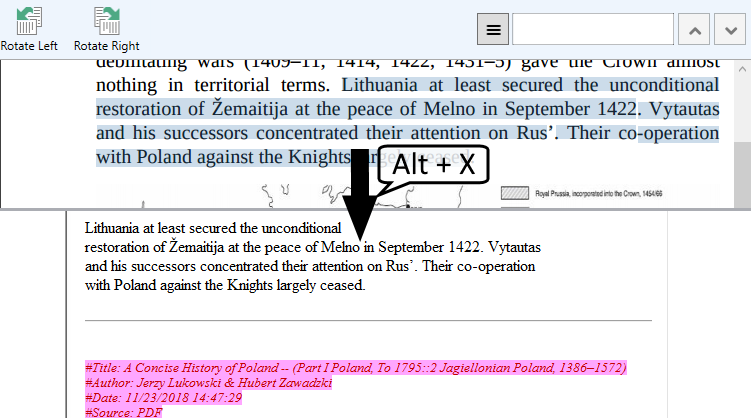 Rotate Left
Rotate Right
debilitating wars (1409–11, 1414, 1422, 1431–5) gave the Crown almost
nothing in territorial terms. Lithuania at least secured the unconditional
restoration of Žemaitija at the peace of Melno in September 1422. Vytautas
and his successors concentrated their attention on Rus’. Their co-operation
with Poland against the Knights largely ceased.
Alt + X
Royal Prussia, incorporated into the Crown, 1454/66
Lithuania at least secured the unconditional
restoration of Žemaitija at the peace of Melno in September 1422. Vytautas
and his successors concentrated their attention on Rus’. Their co-operation
with Poland against the Knights largely ceased.
#Title: A Concise History of Poland -- (Part I Poland, To 1795::2 Jagiellonian Poland, 1386–1572)
#Author: Jerzy Lukowski & Hubert Zawadzki
#Date: 11/23/2018 14:47:29
#Source: PDF